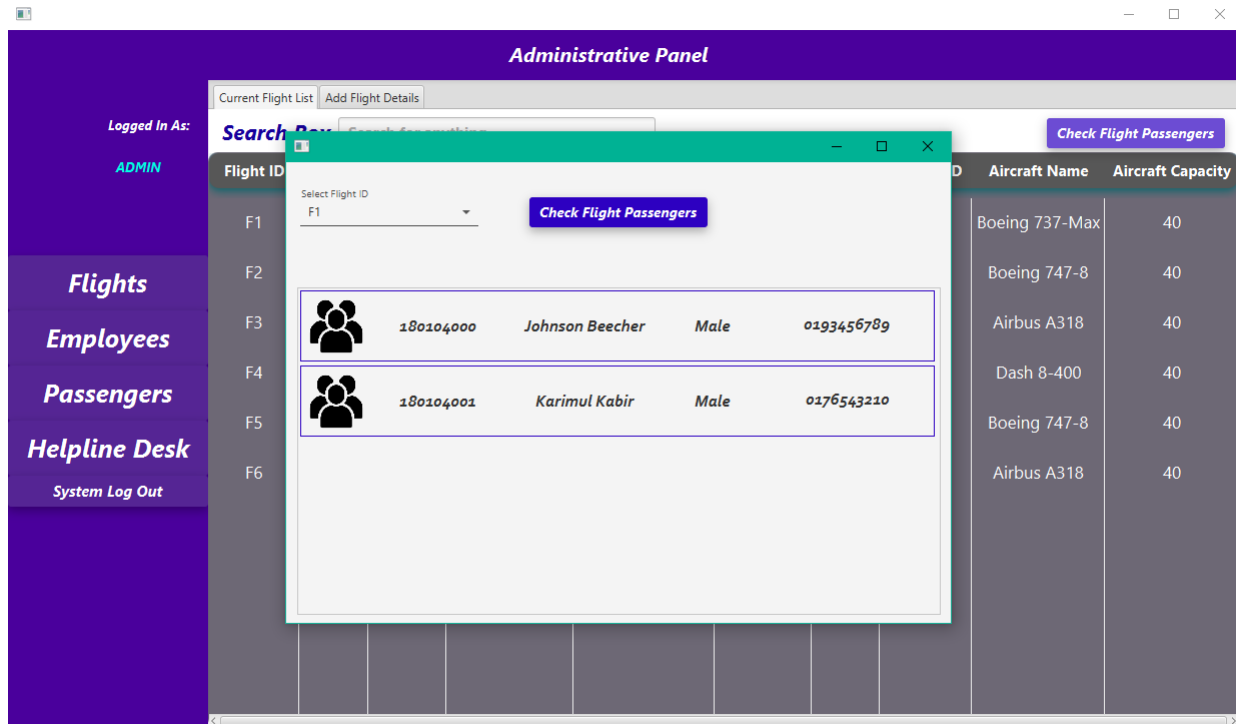 Administrative Panel
Logged In As:
ADMIN
Flights
Employees
Passengers
Helpline Desk
System Log Out
Current Flight List Add Flight Details
Search Box
Check Flight Passengers
Flight ID Aircraft Name Aircraft Capacity
F1 Boeing 737-Max 40
F2 Boeing 747-8 40
F3 Airbus A318 40
F4 Dash 8-400 40
F5 Boeing 747-8 40
F6 Airbus A318 40
Select Flight ID
F1
Check Flight Passengers
180104000 Johnson Beecher Male 0193456789
180104001 Karimul Kabir Male 0176543210